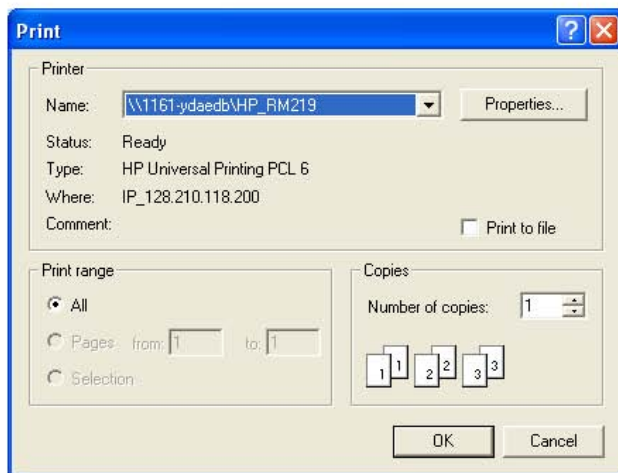 Print
Printer
Name: \\1161-ydaedb\HP_RM219 Properties...
Status: Ready
Type: HP Universal Printing PCL 6
Where: IP_128.210.118.200
Comment: Print to file
Print range
All
Pages from: 1 to: 1
Selection
Copies
Number of copies: 1
1 1 2 2 3 3
OK Cancel